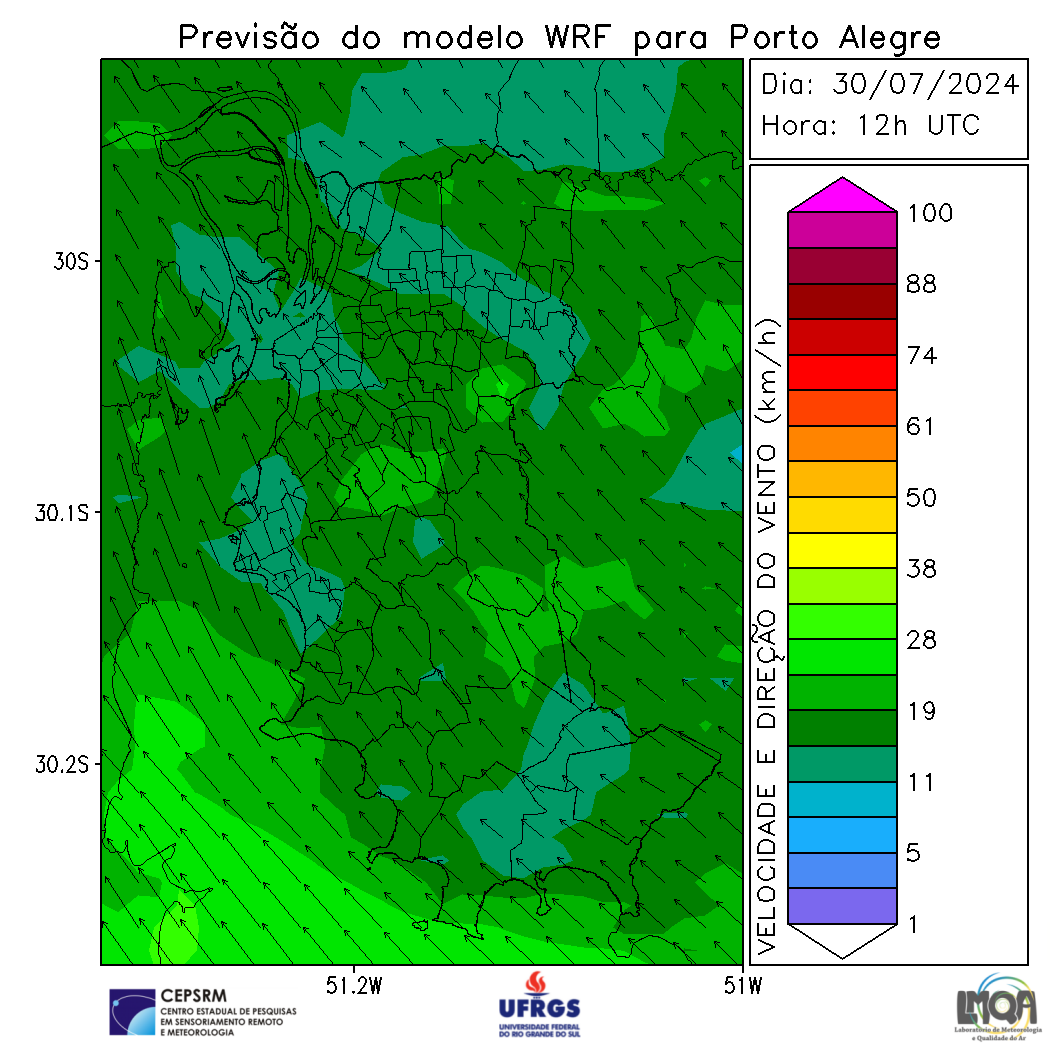 Previsão do modelo WRF para Porto Alegre
Dia: 30/07/2024
Hora: 12h UTC
30S
30.1S
30.2S
51.2W
51W
VELOCIDADE E DIREÇÃO DO VENTO (km/h)
100
88
74
61
50
38
28
19
11
5
1
CEPSRM
CENTRO ESTADUAL DE PESQUISAS
EM SENSORIAMENTO REMOTO
E METEOROLOGIA
UFRGS
UNIVERSIDADE FEDERAL
DO RIO GRANDE DO SUL
LMQA
Laboratório de Meteorologia
e Qualidade do Ar